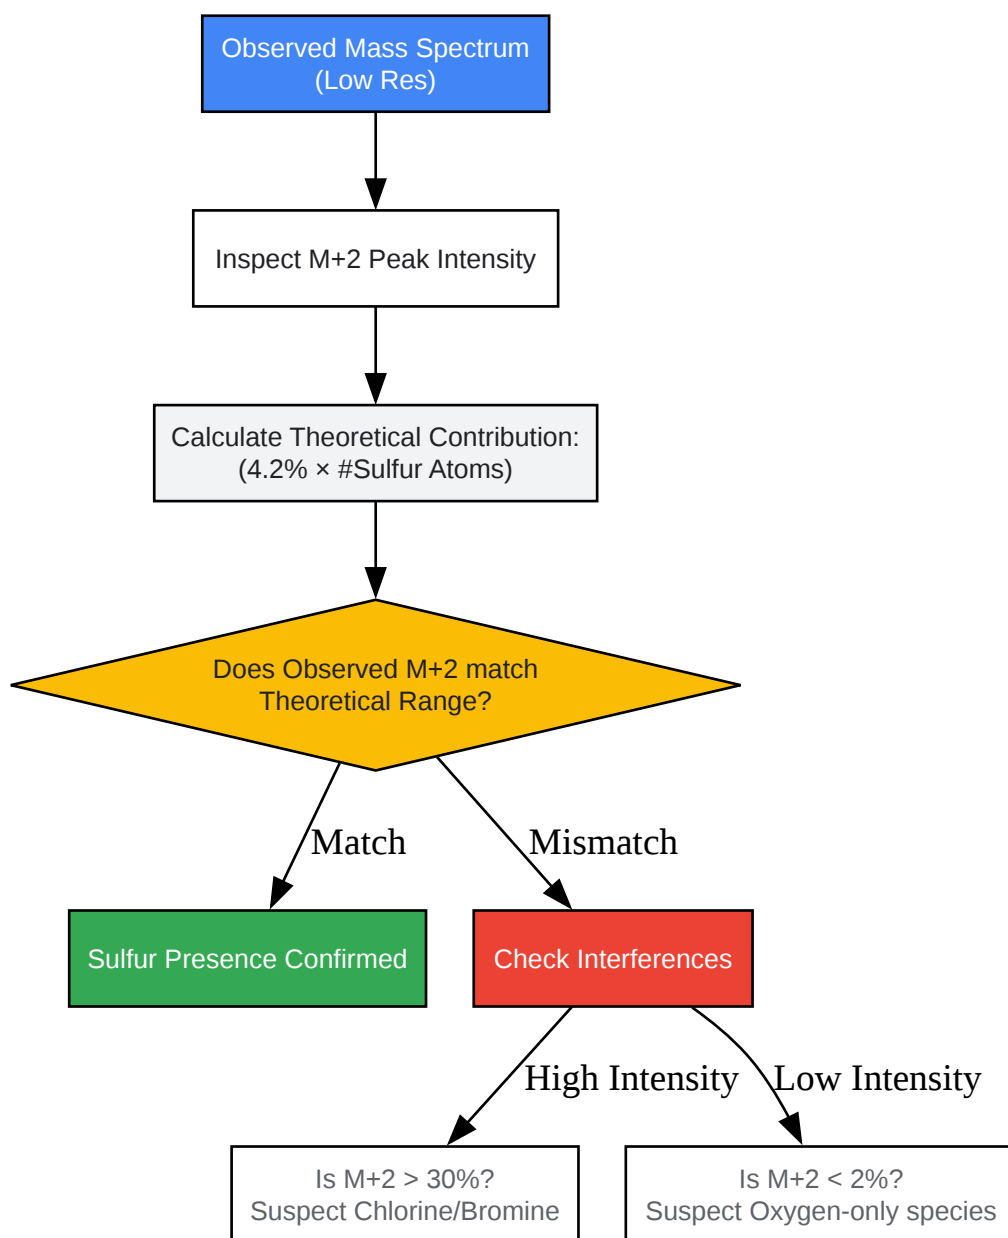 Observed Mass Spectrum
(Low Res)
Inspect M+2 Peak Intensity
Calculate Theoretical Contribution:
(4.2% × #Sulfur Atoms)
Does Observed M+2 match
Theoretical Range?
Match
Mismatch
Sulfur Presence Confirmed
Check Interferences
High Intensity
Low Intensity
Is M+2 > 30%?
Suspect Chlorine/Bromine
Is M+2 < 2%?
Suspect Oxygen-only species